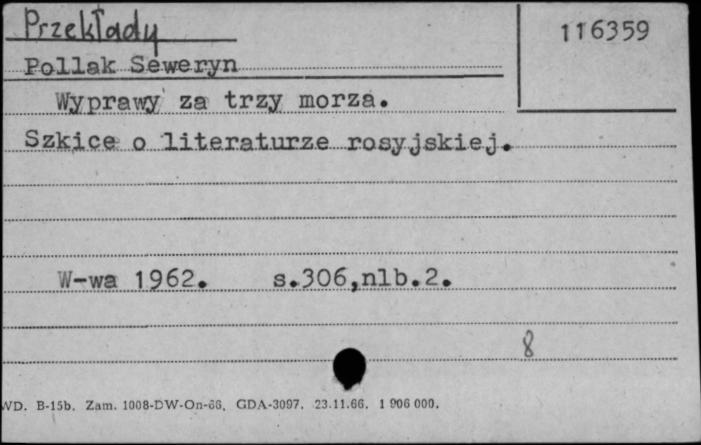 Przekłady
116359
Pollak Seweryn
Wyprawy za trzy morza.
Szkice o literaturze rosyjskiej.
W-wa 1962. s.306,nlb.2.
8
WD. B-15b. Zam. 1008-DW-On-66. GDA-3097. 23.11.66. 1 906 000.